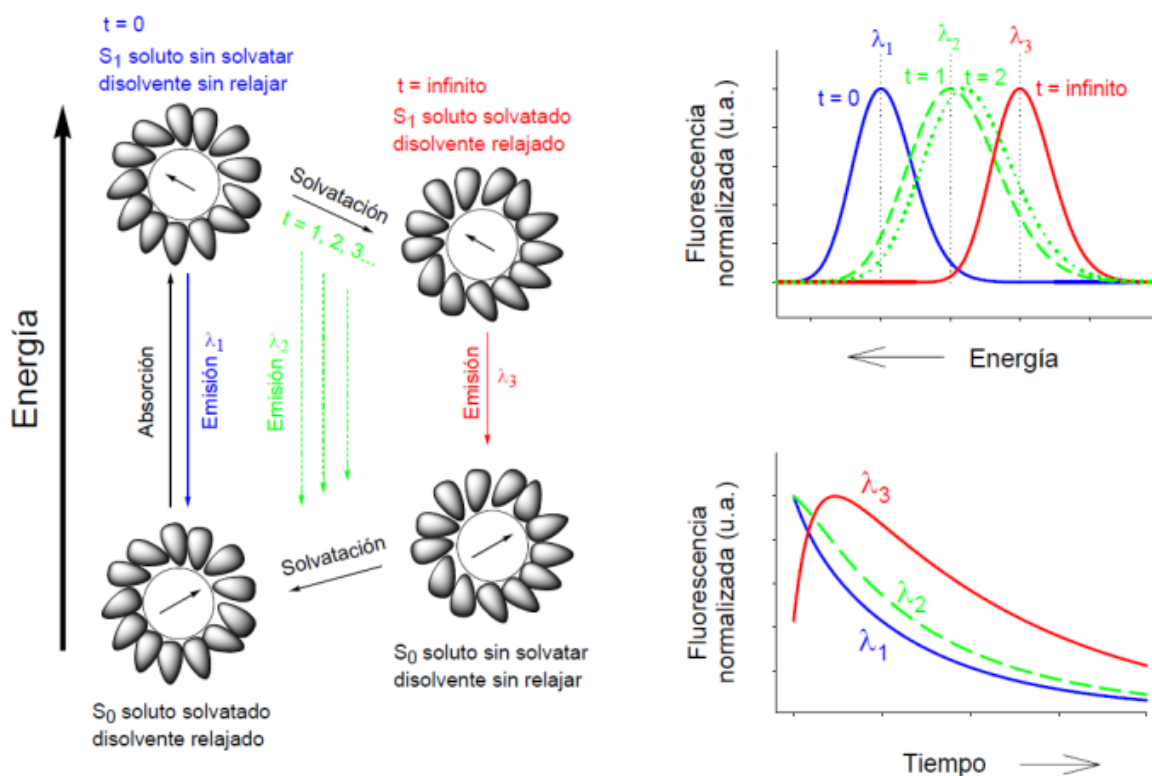 t = 0
S1 soluto sin solvatar
disolvente sin relajar
t = infinito
S1 soluto solvatado
disolvente relajado
Energía
Solvatación
t = 1, 2, 3...
Absorción
Emisión λ1
Emisión λ2
Emisión λ3
Solvatación
S0 soluto solvatado
disolvente relajado
S0 soluto sin solvatar
disolvente sin relajar
λ1 λ2 λ3
t = 0
t = 1
t = 2
t = infinito
Fluorescencia
normalizada (u.a.)
Energía
λ3
λ2
λ1
Fluorescencia
normalizada (u.a.)
Tiempo